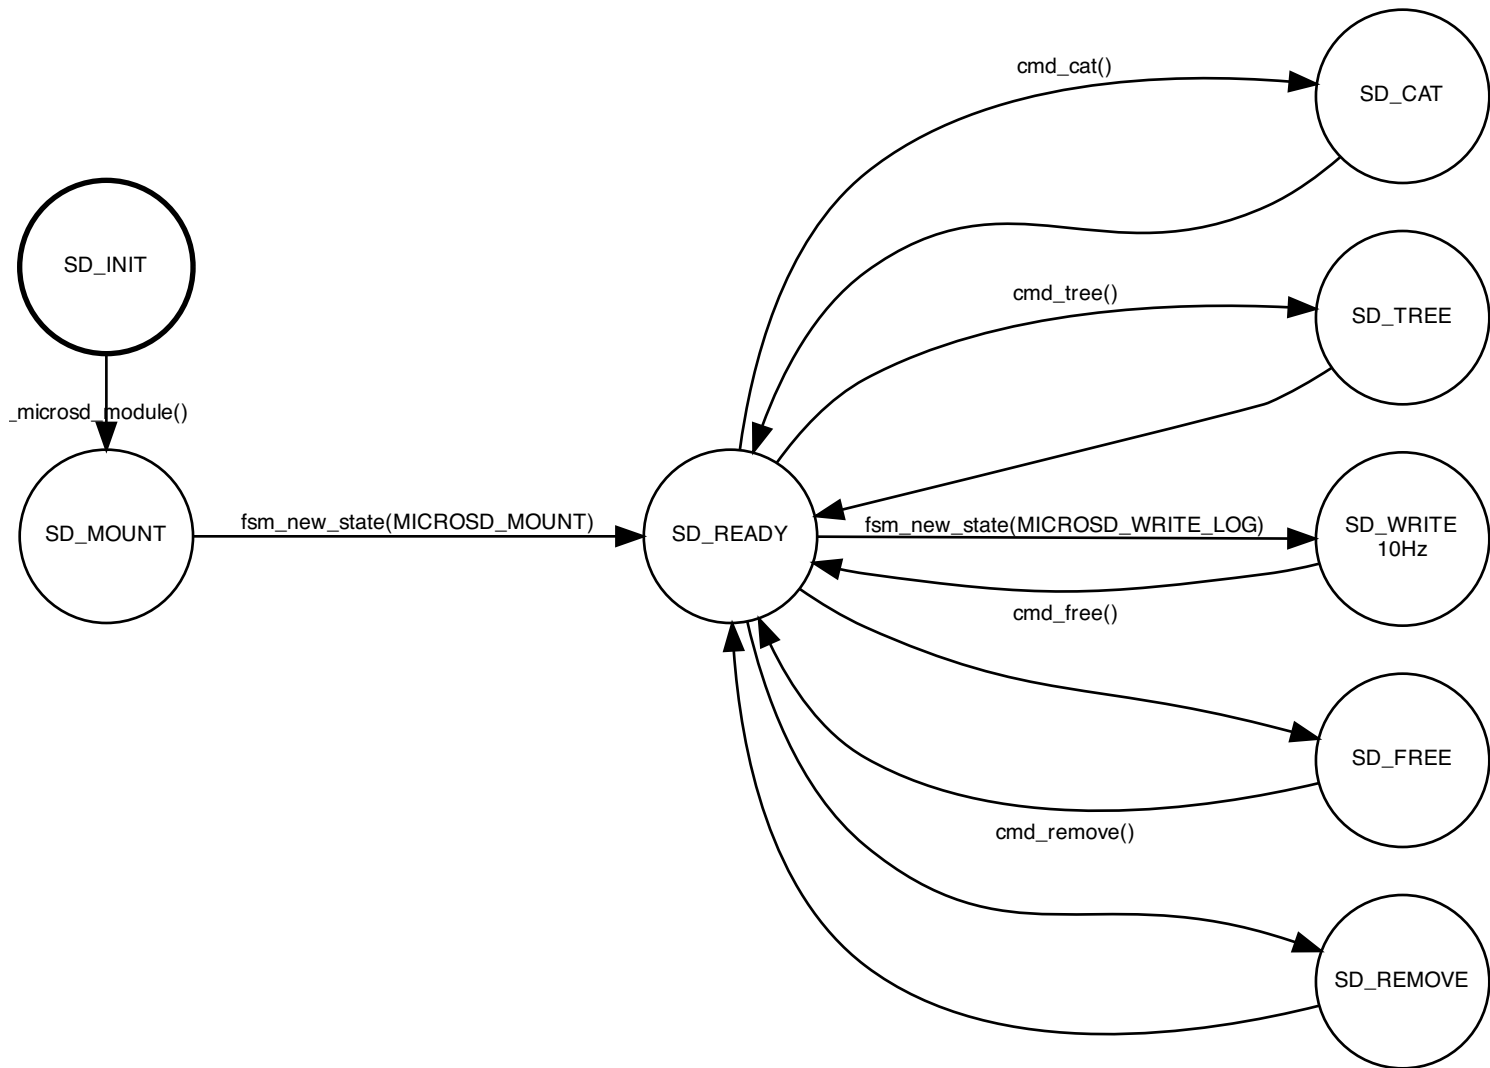 cmd_cat()
SD_CAT
SD_INIT
cmd_tree()
SD_TREE
_microsd_module()
SD_MOUNT
fsm_new_state(MICROSD_MOUNT)
SD_READY
fsm_new_state(MICROSD_WRITE_LOG)
SD_WRITE
10Hz
cmd_free()
SD_FREE
cmd_remove()
SD_REMOVE